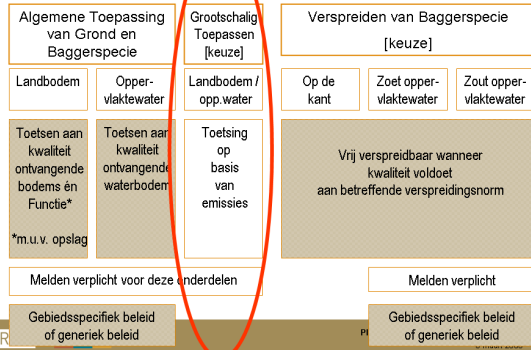 Algemene Toepassing
van Grond en
Baggerspecie
Grootschalig
Toepassen
[keuze]
Verspreiden van Baggerspecie
[keuze]
Landbodem
Opper-
vlaktewater
Landbodem /
opp.water
Op de
kant
Zoet opper-
vlaktewater
Zout opper-
vlaktewater
Toetsen aan
kwaliteit
ontvangende
bodems én
Functie*
*m.u.v. opslag
Toetsen aan
kwaliteit
ontvangende
waterbodem
Toetsing
op
basis
van
emissies
Vrij verspreidbaar wanneer
kwaliteit voldoet
aan betreffende verspreidingsnorm
Melden verplicht voor deze onderdelen
Melden verplicht
Gebiedsspecifiek beleid
of generiek beleid
Gebiedsspecifiek beleid
of generiek beleid